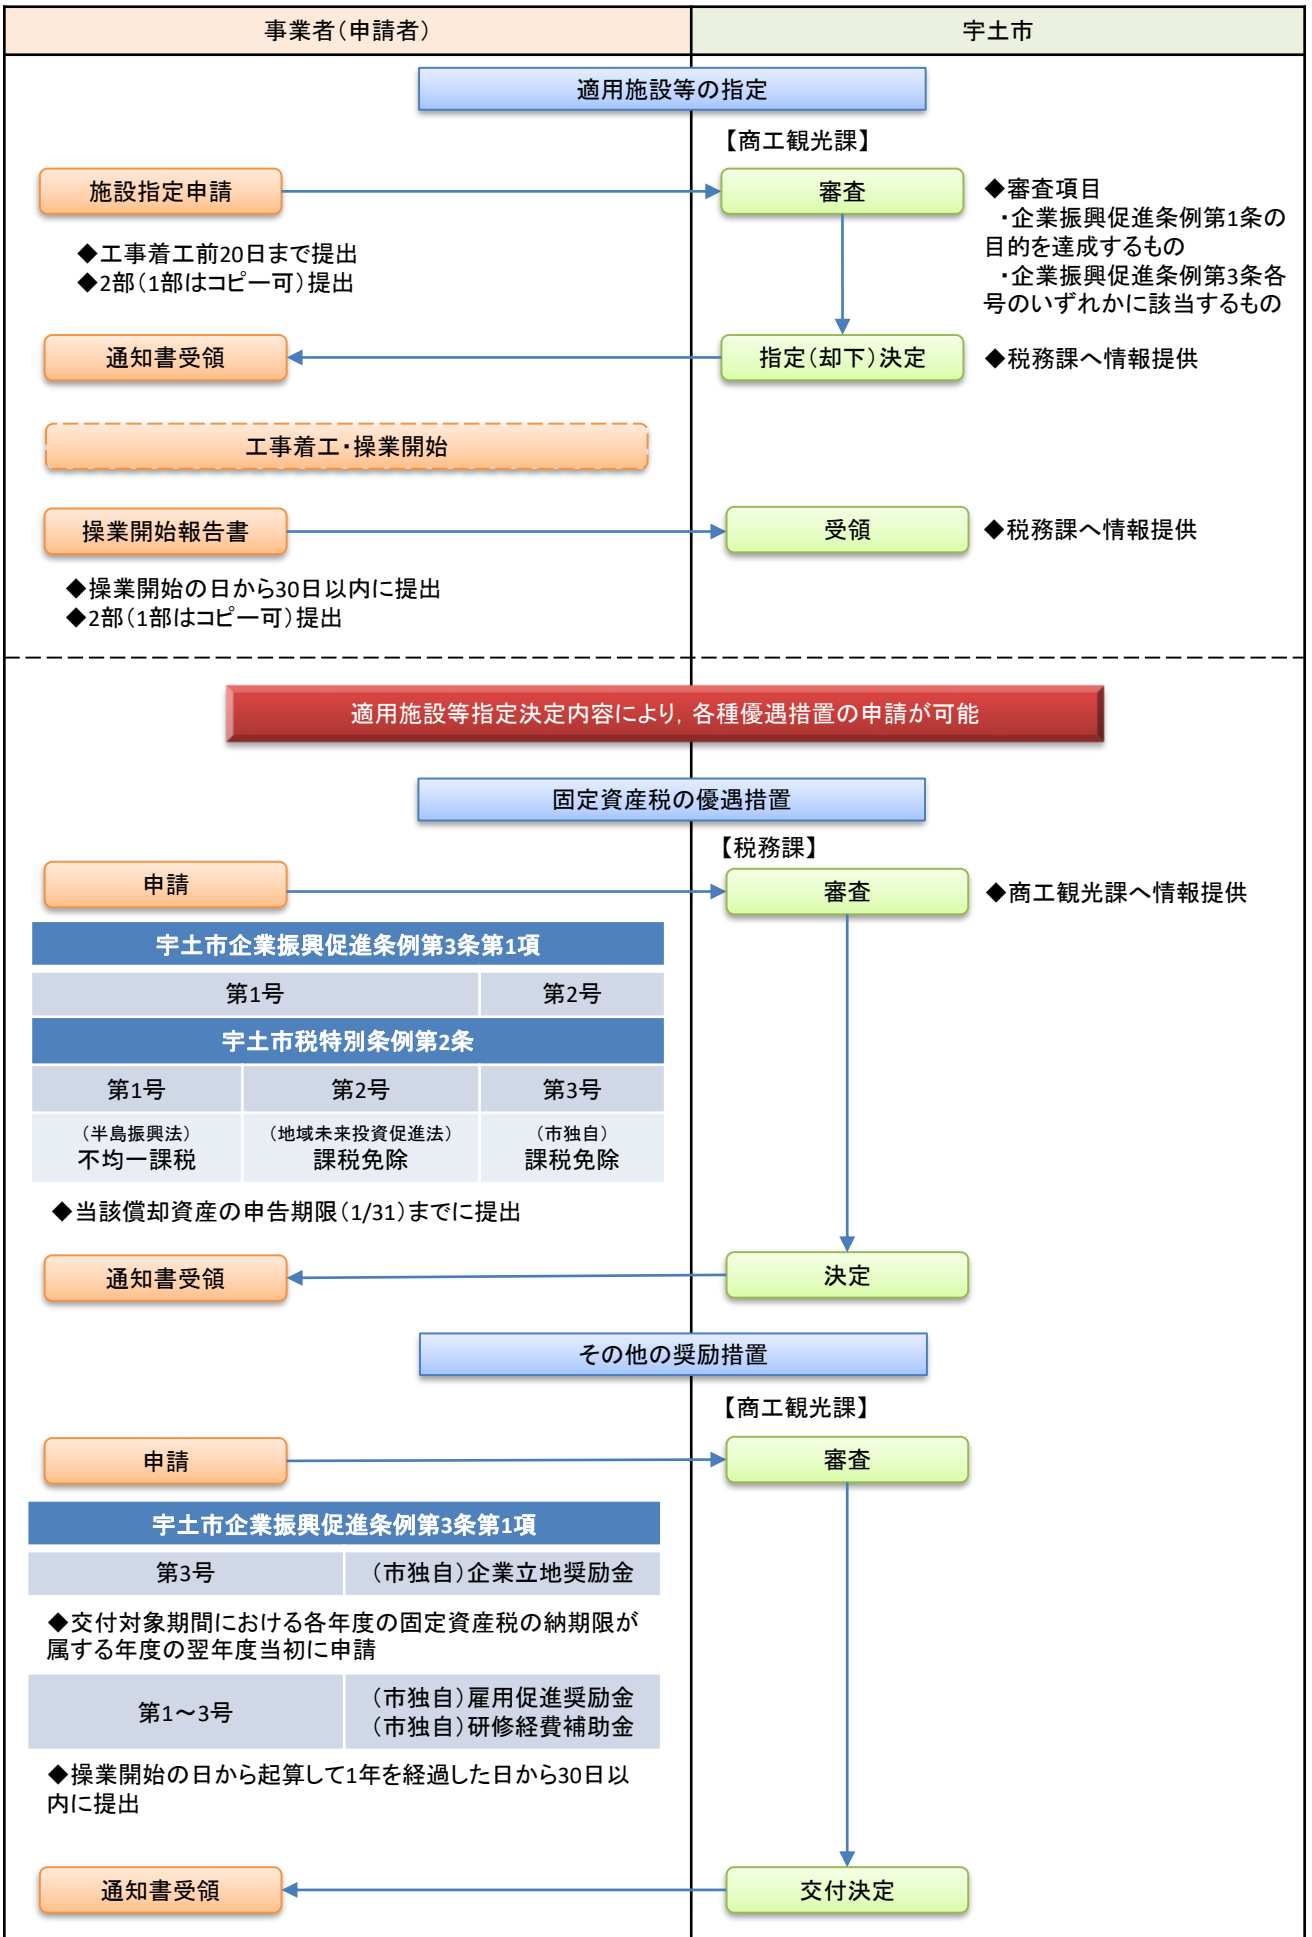 事業者（申請者）
宇土市
適用施設等の指定
【商工観光課】
施設指定申請
審査
◆審査項目
・企業振興促進条例第1条の
目的を達成するもの
・企業振興促進条例第3条各
号のいずれかに該当するもの
◆工事着工前20日まで提出
◆2部（1部はコピー可）提出
通知書受領
指定（却下）決定
◆税務課へ情報提供
工事着工・操業開始
操業開始報告書
受領
◆税務課へ情報提供
◆操業開始の日から30日以内に提出
◆2部（1部はコピー可）提出
適用施設等指定決定内容により，各種優遇措置の申請が可能
固定資産税の優遇措置
【税務課】
申請
審査
◆商工観光課へ情報提供
宇土市企業振興促進条例第3条第1項
第1号
第2号
宇土市税特別条例第2条
第1号
第2号
第3号
（半島振興法）
不均一課税
（地域未来投資促進法）
課税免除
（市独自）
課税免除
◆当該償却資産の申告期限（1/31）までに提出
通知書受領
決定
その他の奨励措置
【商工観光課】
申請
審査
宇土市企業振興促進条例第3条第1項
第3号
（市独自）企業立地奨励金
◆交付対象期間における各年度の固定資産税の納期限が
属する年度の翌年度当初に申請
第1～3号
（市独自）雇用促進奨励金
（市独自）研修経費補助金
◆操業開始の日から起算して1年を経過した日から30日以
内に提出
通知書受領
交付決定